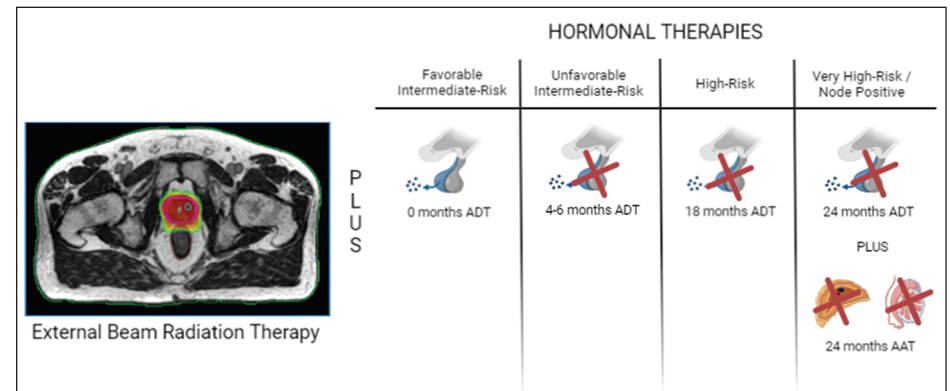 HORMONAL THERAPIES
Favorable
Intermediate-Risk
Unfavorable
Intermediate-Risk
High-Risk
Very High-Risk /
Node Positive
PLUS
0 months ADT
4-6 months ADT
18 months ADT
24 months ADT
PLUS
24 months AAT
External Beam Radiation Therapy